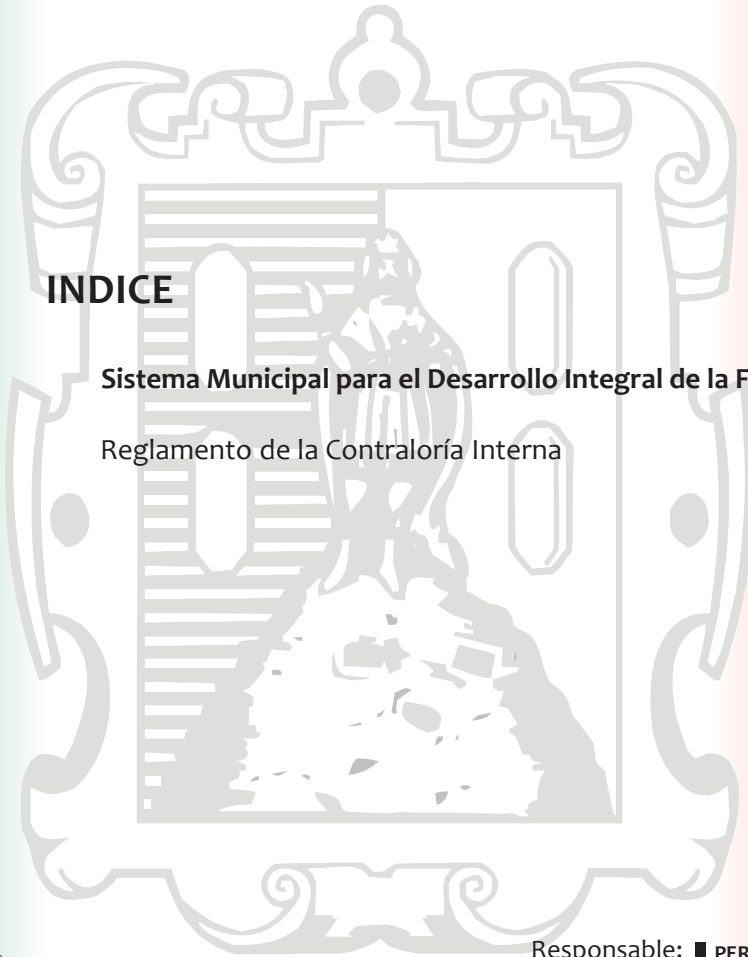 INDICE
Sistema Municipal para el Desarrollo Integral de la
Reglamento de la Contraloría Interna
Responsable: